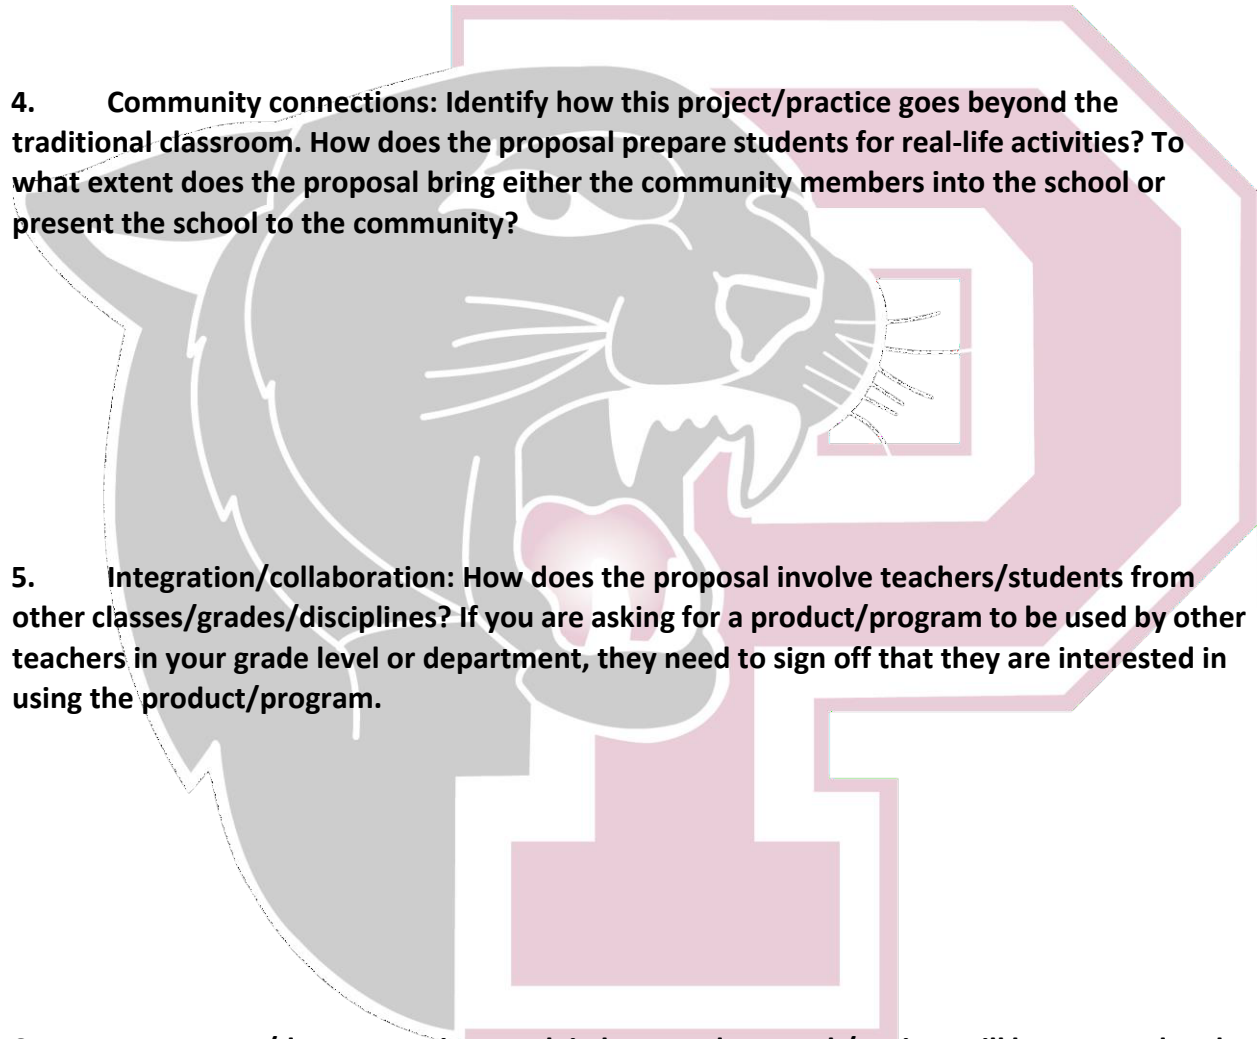 4. Community connections: Identify how this project/practice goes beyond the
traditional classroom. How does the proposal prepare students for real-life activities? To
what extent does the proposal bring either the community members into the school or
present the school to the community?
5. Integration/collaboration: How does the proposal involve teachers/students from
other classes/grades/disciplines? If you are asking for a product/program to be used by other
teachers in your grade level or department, they need to sign off that they are interested in
using the product/program.